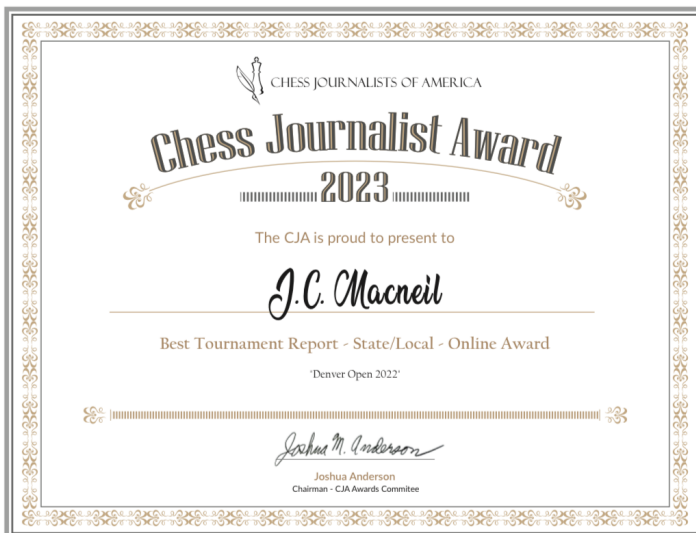 CHESS JOURNALISTS OF AMERICA
Chess Journalist Award
2023
The CJA is proud to present to
J.C. Macneil
Best Tournament Report - State/Local - Online Award
"Denver Open 2022"
Joshua M. Anderson
Joshua Anderson
Chairman - CJA Awards Commitee